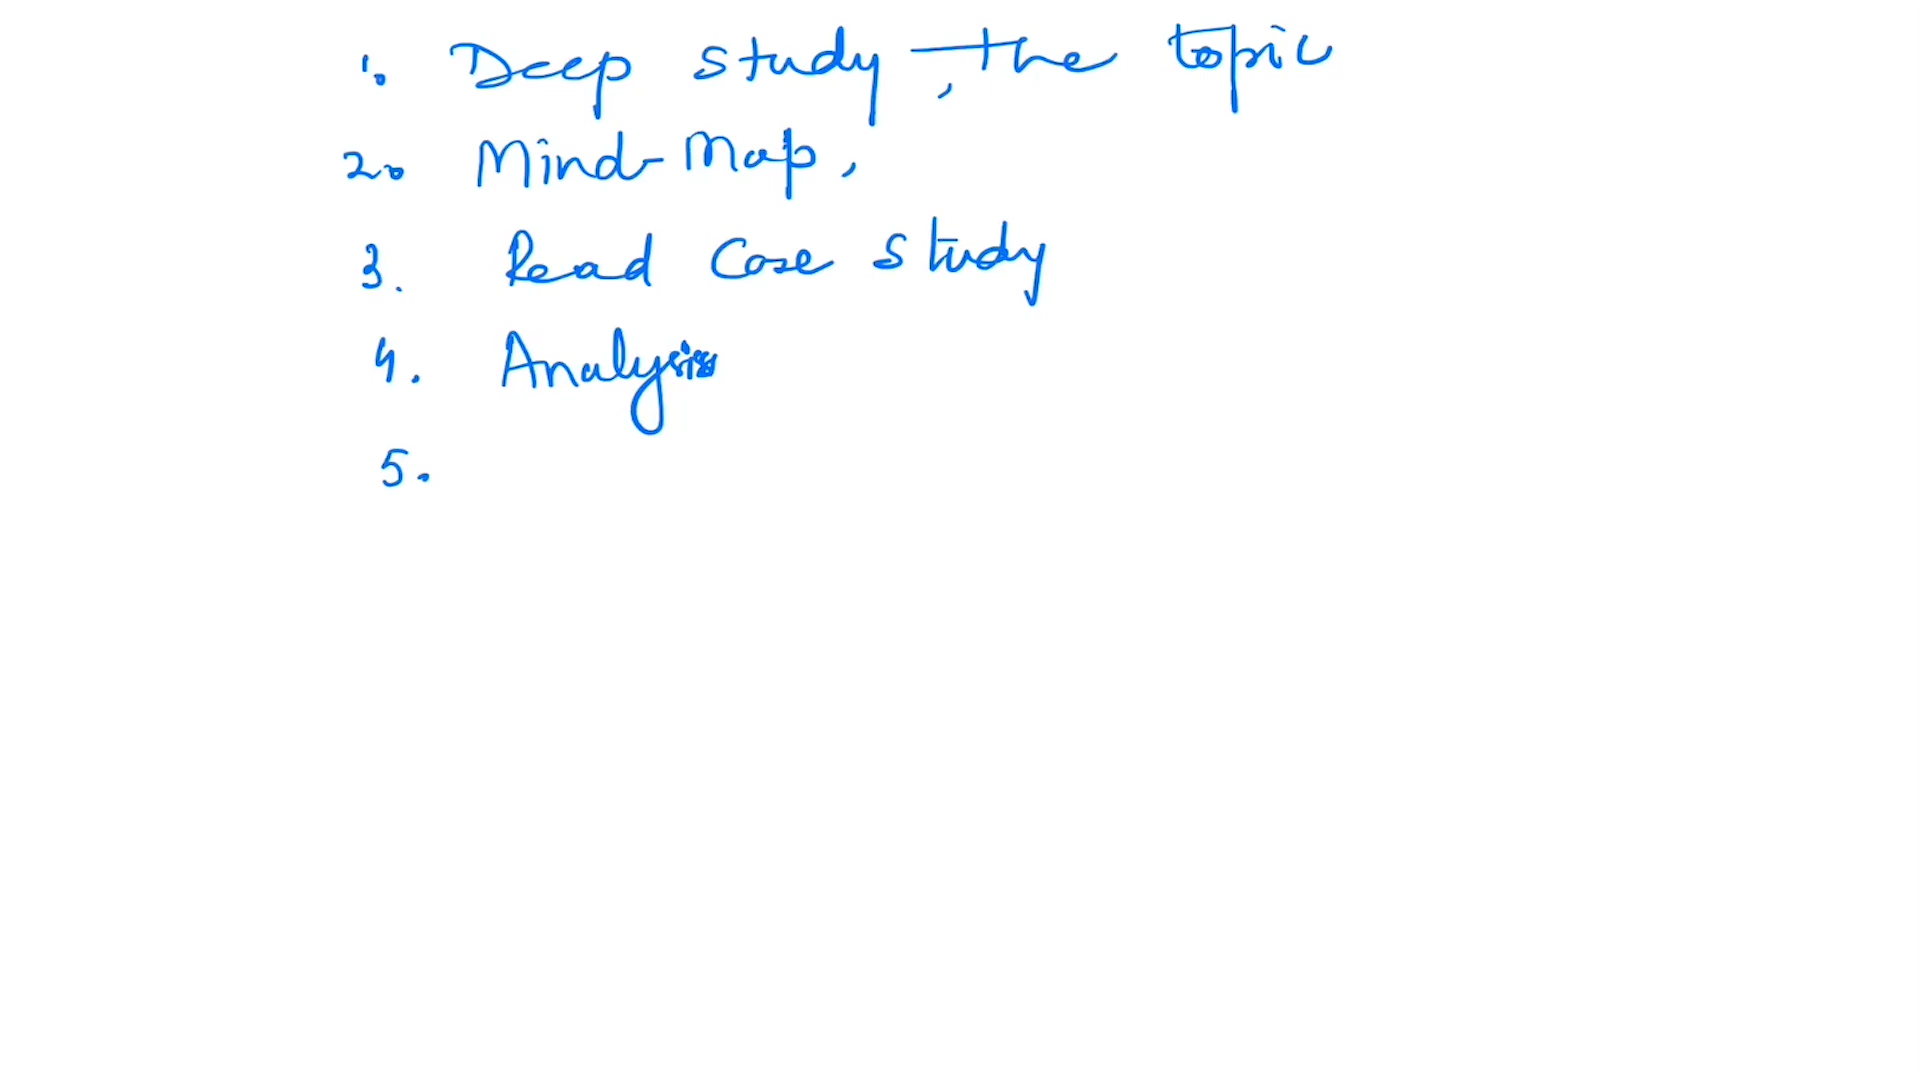 1. Deep study, the topic
2. Mind-Map,
3. Read Case study
4. Analysis
5.